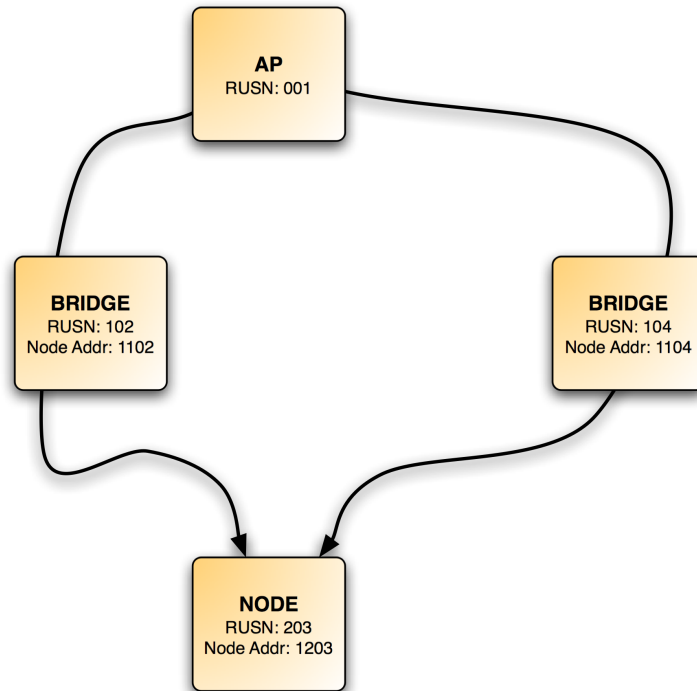 AP
RUSN: 001
BRIDGE
RUSN: 102
Node Addr: 1102
BRIDGE
RUSN: 104
Node Addr: 1104
NODE
RUSN: 203
Node Addr: 1203